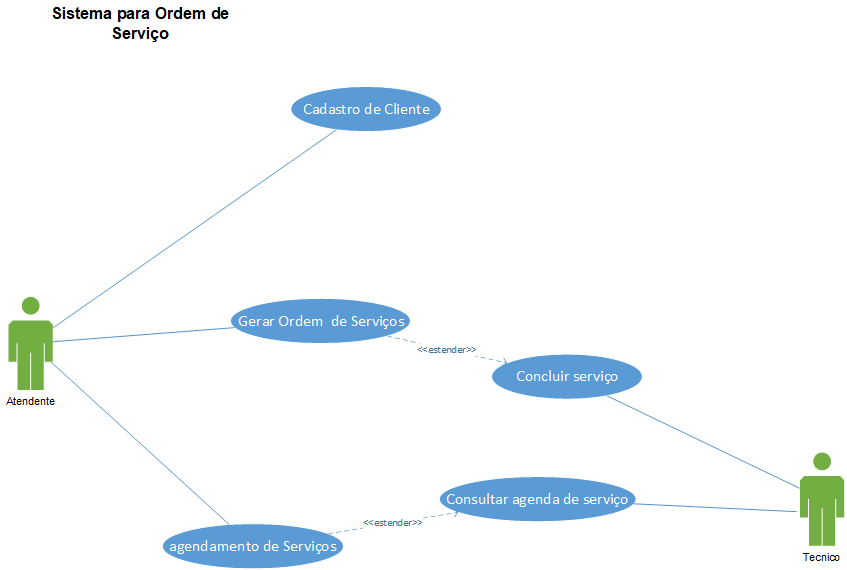 Sistema para Ordem de
Serviço
Cadastro de Cliente
Gerar Ordem  de Serviços
<<estender>>
Concluir serviço
Atendente
Consultar agenda de serviço
<<estender>>
agendamento de Serviços
Tecnico